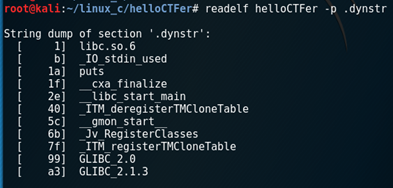 root@kali:~/linux_c/helloCTFer# readelf helloCTFer -p .dynstr
String dump of section '.dynstr':
[ 1] libc.so.6
[ b] _IO_stdin_used
[ 1a] puts
[ 1f] __cxa_finalize
[ 2e] __libc_start_main
[ 40] _ITM_deregisterTMCloneTable
[ 5c] __gmon_start__
[ 6b] _Jv_RegisterClasses
[ 7f] _ITM_registerTMCloneTable
[ 99] GLIBC_2.0
[ a3] GLIBC_2.1.3